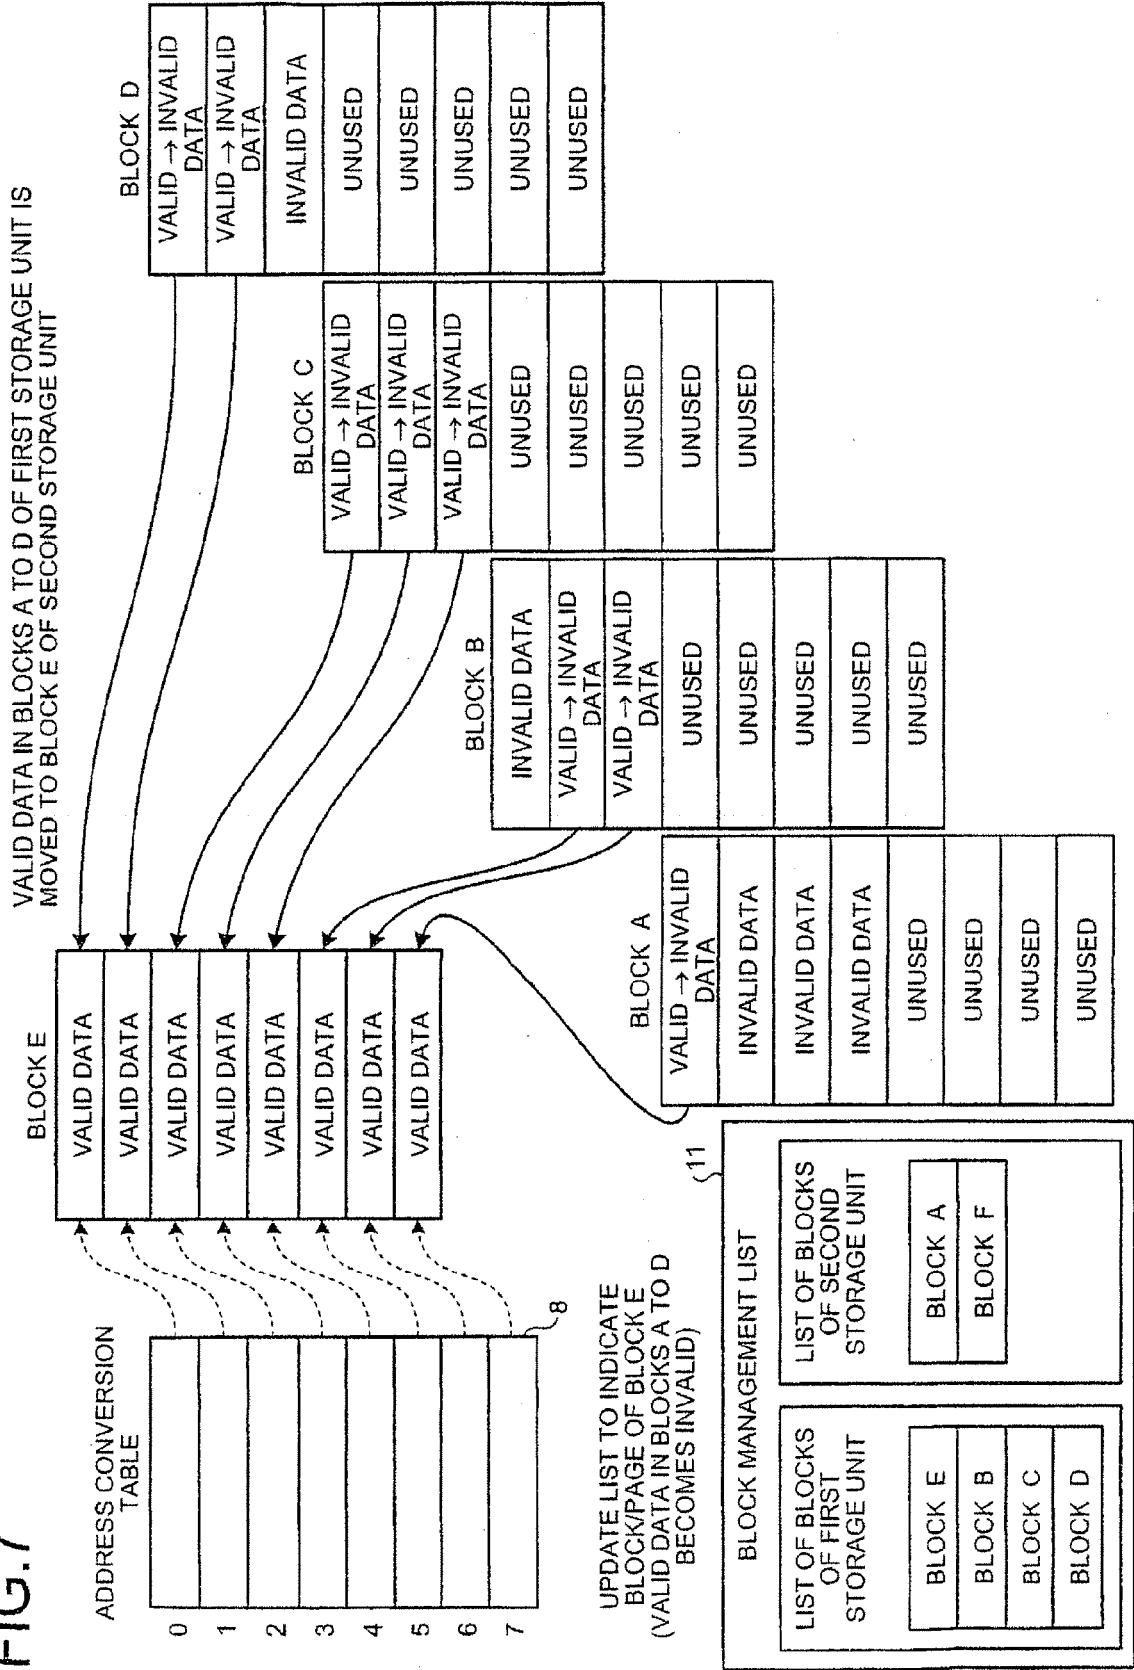 FIG.7
VALID DATA IN BLOCKS A TO D OF FIRST STORAGE UNIT IS
MOVED TO BLOCK E OF SECOND STORAGE UNIT
ADDRESS CONVERSION
TABLE
0
1
2
3
4
5
6
7
8
BLOCK E
VALID DATA
VALID DATA
VALID DATA
VALID DATA
VALID DATA
VALID DATA
VALID DATA
VALID DATA
BLOCK D
VALID → INVALID
DATA
VALID → INVALID
DATA
INVALID DATA
UNUSED
UNUSED
UNUSED
UNUSED
UNUSED
BLOCK C
VALID → INVALID
DATA
VALID → INVALID
DATA
VALID → INVALID
DATA
UNUSED
UNUSED
UNUSED
UNUSED
UNUSED
BLOCK B
INVALID DATA
VALID → INVALID
DATA
VALID → INVALID
DATA
UNUSED
UNUSED
UNUSED
UNUSED
UNUSED
BLOCK A
VALID → INVALID
DATA
INVALID DATA
INVALID DATA
INVALID DATA
UNUSED
UNUSED
UNUSED
UNUSED
UPDATE LIST TO INDICATE
BLOCK/PAGE OF BLOCK E
(VALID DATA IN BLOCKS A TO D
BECOMES INVALID)
11
BLOCK MANAGEMENT LIST
LIST OF BLOCKS
OF FIRST
STORAGE UNIT
BLOCK E
BLOCK B
BLOCK C
BLOCK D
LIST OF BLOCKS
OF SECOND
STORAGE UNIT
BLOCK A
BLOCK F